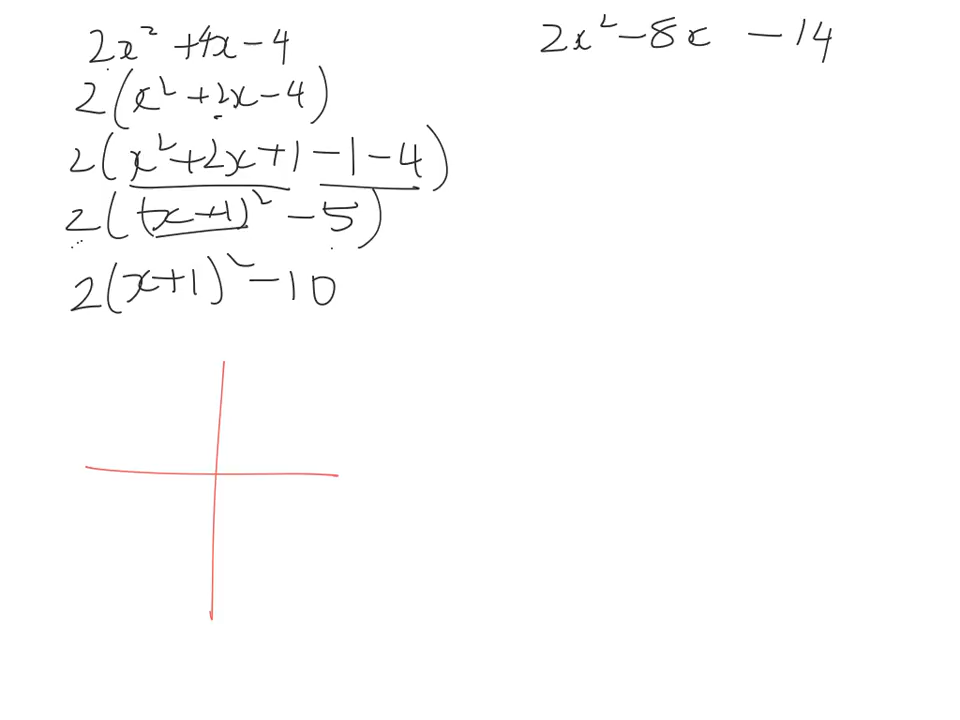 2x² + 4x - 4
2(x² + 2x - 4)
2(x² + 2x + 1 - 1 - 4)
2((x+1)² - 5)
2(x+1)² - 10
2x² - 8x - 14